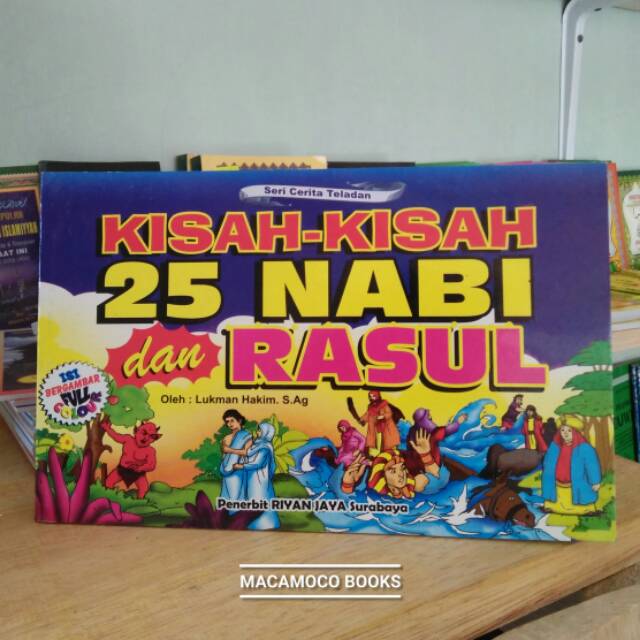 Seri Cerita Teladan
KISAH-KISAH
25 NABI
dan RASUL
Oleh : Lukman Hakim. S.Ag
ISI
BERGAMBAR
FULL
COLOUR
Penerbit RIYAN JAYA Surabaya
MACAMOCO BOOKS